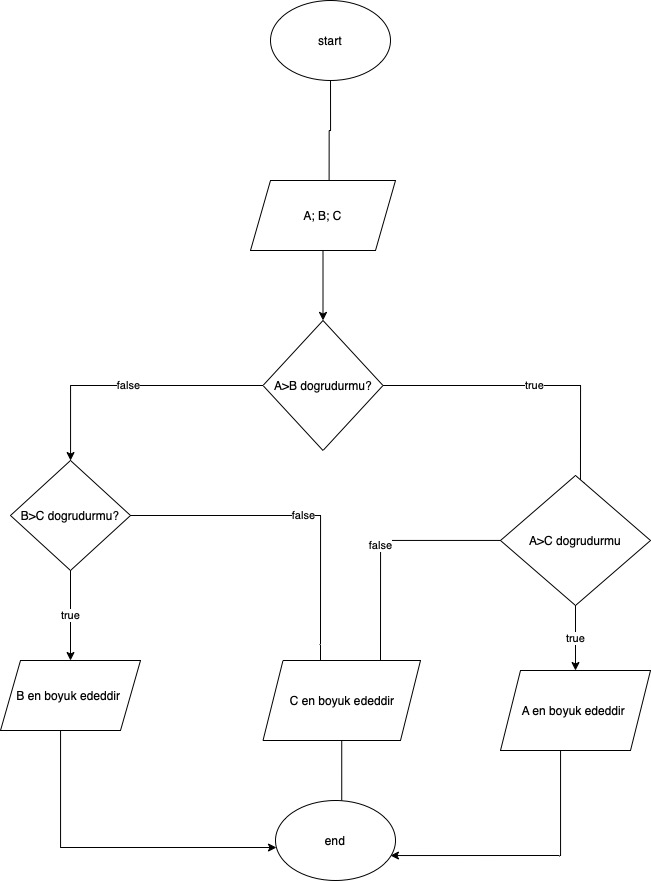 start
A; B; C
A>B dogrudurmu?
false
true
B>C dogrudurmu?
false
false
A>C dogrudurmu
true
true
B en boyuk ededdir
C en boyuk ededdir
A en boyuk ededdir
end